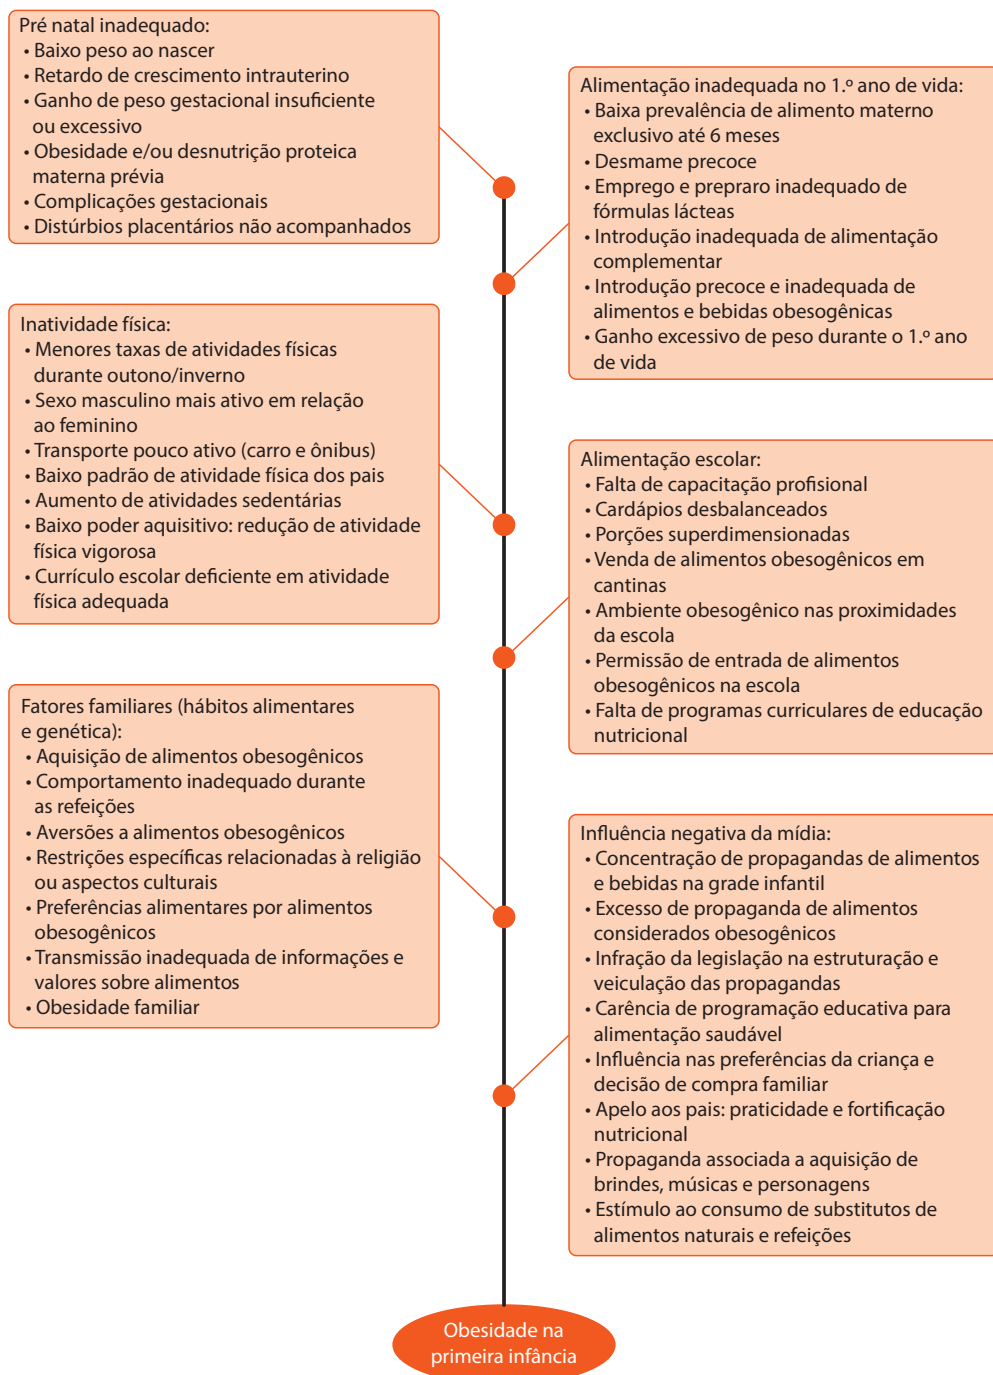 Pré natal inadequado:
• Baixo peso ao nascer
• Retardo de crescimento intrauterino
• Ganho de peso gestacional insuficiente
ou excessivo
• Obesidade e/ou desnutrição proteica
materna prévia
• Complicações gestacionais
• Distúrbios placentários não acompanhados
Alimentação inadequada no 1.º ano de vida:
• Baixa prevalência de alimento materno
exclusivo até 6 meses
• Desmame precoce
• Emprego e prepraro inadequado de
fórmulas lácteas
• Introdução inadequada de alimentação
complementar
• Introdução precoce e inadequada de
alimentos e bebidas obesogênicas
• Ganho excessivo de peso durante o 1.º ano
de vida
Inatividade física:
• Menores taxas de atividades físicas
durante outono/inverno
• Sexo masculino mais ativo em relação
ao feminino
• Transporte pouco ativo (carro e ônibus)
• Baixo padrão de atividade física dos pais
• Aumento de atividades sedentárias
• Baixo poder aquisitivo: redução de atividade
física vigorosa
• Currículo escolar deficiente em atividade
física adequada
Alimentação escolar:
• Falta de capacitação profisional
• Cardápios desbalanceados
• Porções superdimensionadas
• Venda de alimentos obesogênicos em
cantinas
• Ambiente obesogênico nas proximidades
da escola
• Permissão de entrada de alimentos
obesogênicos na escola
• Falta de programas curriculares de educação
nutricional
Fatores familiares (hábitos alimentares
e genética):
• Aquisição de alimentos obesogênicos
• Comportamento inadequado durante
as refeições
• Aversões a alimentos obesogênicos
• Restrições específicas relacionadas à religião
ou aspectos culturais
• Preferências alimentares por alimentos
obesogênicos
• Transmissão inadequada de informações e
valores sobre alimentos
• Obesidade familiar
Influência negativa da mídia:
• Concentração de propagandas de alimentos
e bebidas na grade infantil
• Excesso de propaganda de alimentos
considerados obesogênicos
• Infração da legislação na estruturação e
veiculação das propagandas
• Carência de programação educativa para
alimentação saudável
• Influência nas preferências da criança e
decisão de compra familiar
• Apelo aos pais: praticidade e fortificação
nutricional
• Propaganda associada a aquisição de
brindes, músicas e personagens
• Estímulo ao consumo de substitutos de
alimentos naturais e refeições
Obesidade na
primeira infância